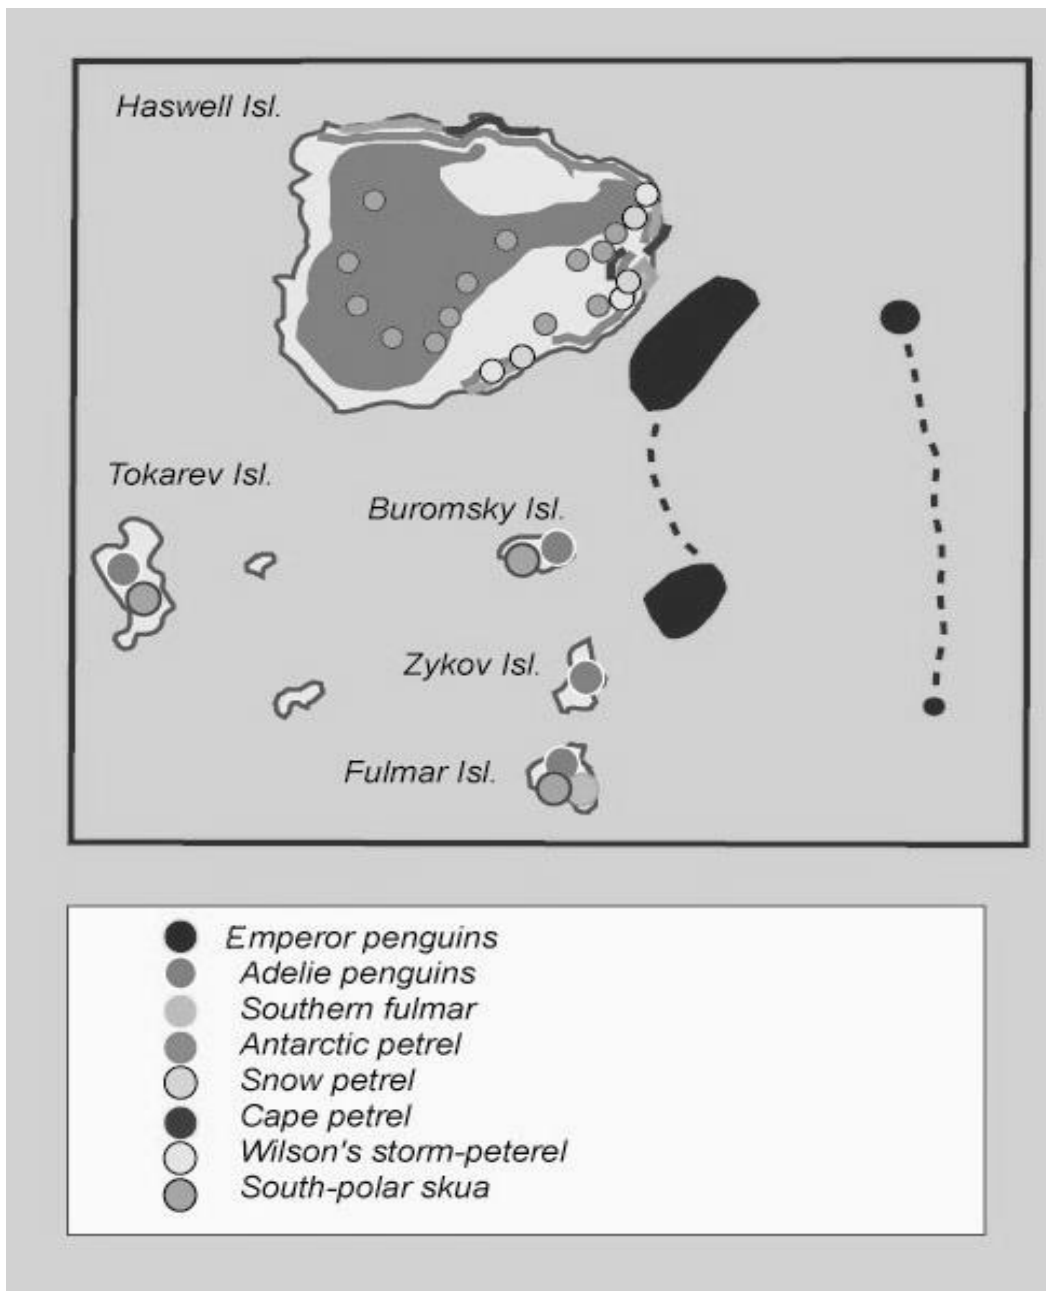 Haswell Isl.
Tokarev Isl.
Buromsky Isl.
Zykov Isl.
Fulmar Isl.
Emperor penguins
Adelie penguins
Southern fulmar
Antarctic petrel
Snow petrel
Cape petrel
Wilson's storm-peterel
South-polar skua